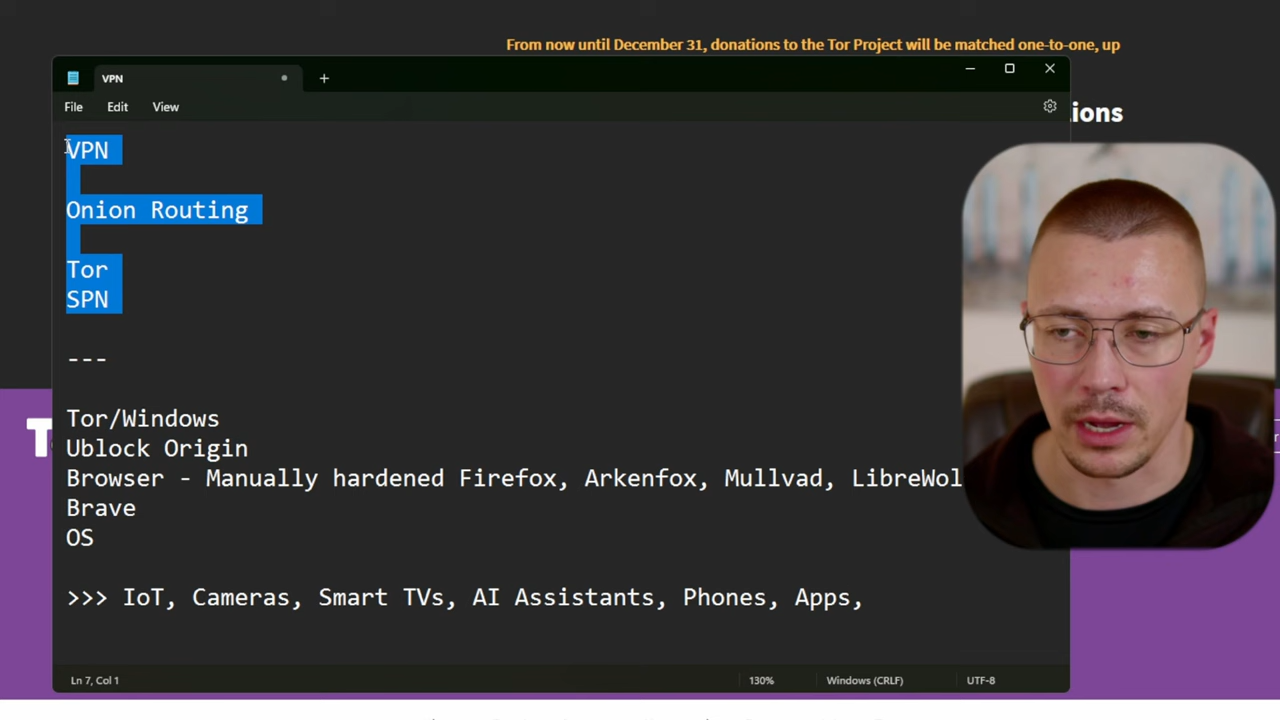 From now until December 31, donations to the Tor Project will be matched one-to-one, up
VPN
File Edit View
ions
VPN
Onion Routing
Tor
SPN
---
Tor/Windows
Ublock Origin
Browser - Manually hardened Firefox, Arkenfox, Mullvad, LibreWol
Brave
OS
>>> IoT, Cameras, Smart TVs, AI Assistants, Phones, Apps,
Ln 7, Col 1 130% Windows (CRLF) UTF-8